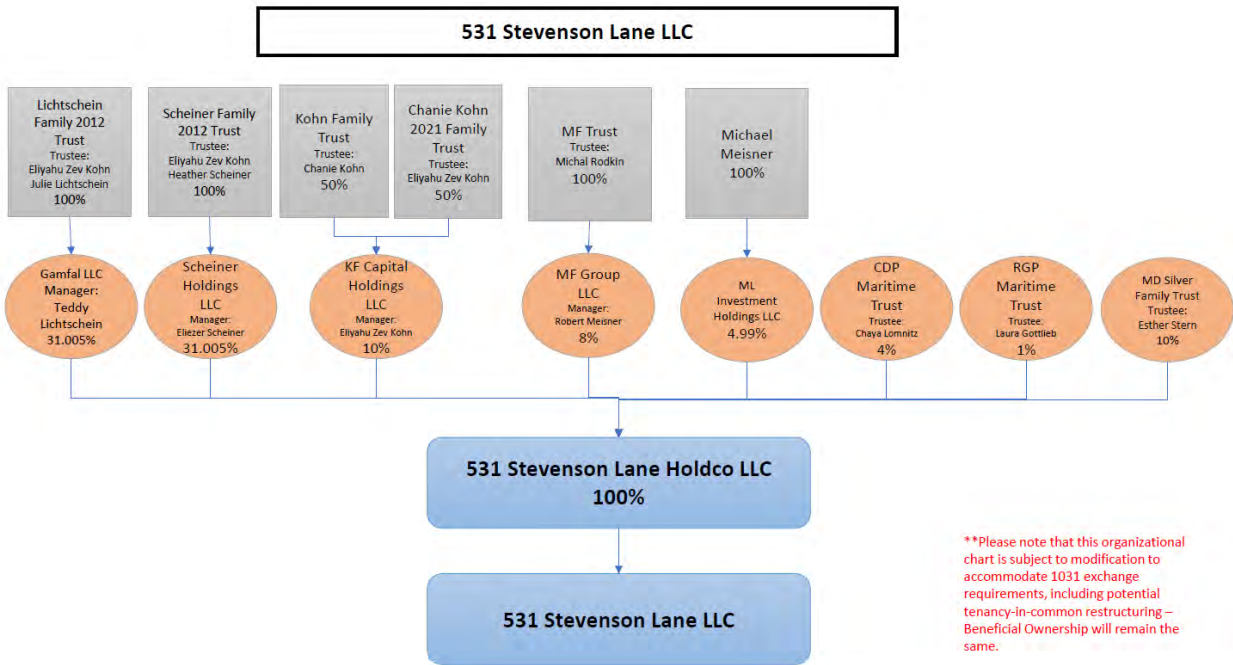 531 Stevenson Lane LLC
Lichtschein
Family 2012
Trust
Trustee:
Eliyahu Zev Kohn
Julie Lichtschein
100%
Scheiner Family
2012 Trust
Trustee:
Eliyahu Zev Kohn
Heather Scheiner
100%
Kohn Family
Trust
Trustee:
Chanie Kohn
50%
Chanie Kohn
2021 Family
Trust
Trustee:
Eliyahu Zev Kohn
50%
MF Trust
Trustee:
Michal Rodkin
100%
Michael
Meisner
100%
Gamfal LLC
Manager:
Teddy
Lichtschein
31.005%
Scheiner
Holdings
LLC
Manager:
Eliezer Scheiner
31.005%
KF Capital
Holdings
LLC
Manager:
Eliyahu Zev Kohn
10%
MF Group
LLC
Manager:
Robert Meisner
8%
ML
Investment
Holdings LLC
4.99%
CDP
Maritime
Trust
Trustee:
Chaya Lomnitz
4%
RGP
Maritime
Trust
Trustee:
Laura Gottlieb
1%
MD Silver
Family Trust
Trustee:
Esther Stern
10%
531 Stevenson Lane Holdco LLC
100%
531 Stevenson Lane LLC
**Please note that this organizational
chart is subject to modification to
accommodate 1031 exchange
requirements, including potential
tenancy-in-common restructuring –
Beneficial Ownership will remain the
same.